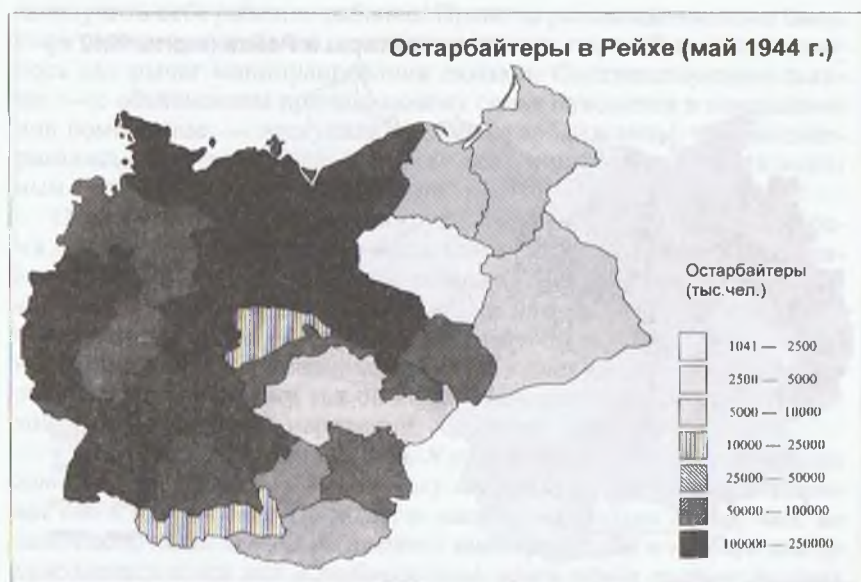 Остарбайтеры в Рейхе (май 1944 г.)
Остарбайтеры
(тыс.чел.)
1041 — 2500
2500 — 5000
5000 — 10000
10000 — 25000
25000 — 50000
50000 — 100000
100000 — 250000